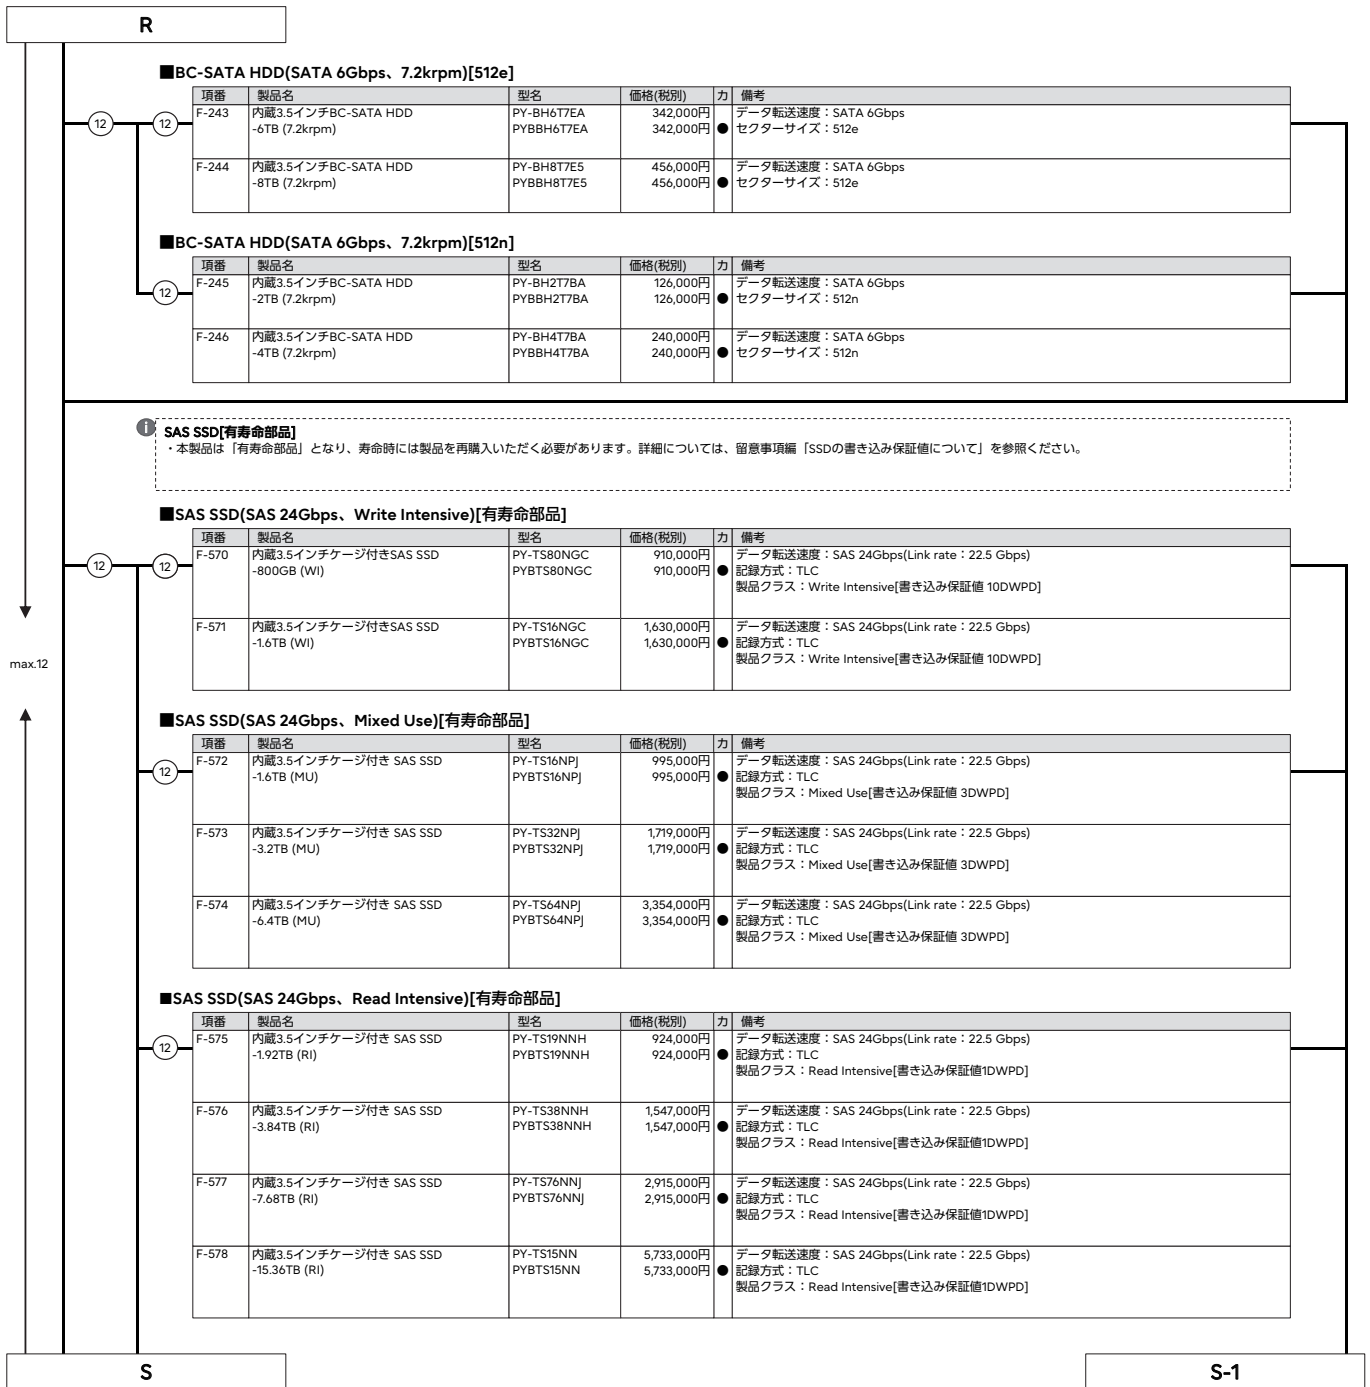 R
■BC-SATA HDD(SATA 6Gbps、7.2krpm)[512e]
項番 製品名 型名 価格(税別) カ 備考
F-243 内蔵3.5インチBC-SATA HDD PY-BH6T7EA 342,000円 データ転送速度：SATA 6Gbps
-6TB (7.2krpm) PYBBH6T7EA 342,000円 ● セクターサイズ：512e
12 12
F-244 内蔵3.5インチBC-SATA HDD PY-BH8T7E5 456,000円 データ転送速度：SATA 6Gbps
-8TB (7.2krpm) PYBBH8T7E5 456,000円 ● セクターサイズ：512e
■BC-SATA HDD(SATA 6Gbps、7.2krpm)[512n]
項番 製品名 型名 価格(税別) カ 備考
F-245 内蔵3.5インチBC-SATA HDD PY-BH2T7BA 126,000円 データ転送速度：SATA 6Gbps
12 -2TB (7.2krpm) PYBBH2T7BA 126,000円 ● セクターサイズ：512n
F-246 内蔵3.5インチBC-SATA HDD PY-BH4T7BA 240,000円 データ転送速度：SATA 6Gbps
-4TB (7.2krpm) PYBBH4T7BA 240,000円 ● セクターサイズ：512n
i SAS SSD[有寿命部品]
・本製品は「有寿命部品」となり、寿命時には製品を再購入いただく必要があります。詳細については、留意事項編「SSDの書き込み保証値について」を参照ください。
■SAS SSD(SAS 24Gbps、Write Intensive)[有寿命部品]
項番 製品名 型名 価格(税別) カ 備考
F-570 内蔵3.5インチケージ付きSAS SSD PY-TS80NGC 910,000円 データ転送速度：SAS 24Gbps(Link rate：22.5 Gbps)
12 12 -800GB (WI) PYBTS80NGC 910,000円 ● 記録方式：TLC
製品クラス：Write Intensive[書き込み保証値 10DWPD]
F-571 内蔵3.5インチケージ付きSAS SSD PY-TS16NGC 1,630,000円 データ転送速度：SAS 24Gbps(Link rate：22.5 Gbps)
-1.6TB (WI) PYBTS16NGC 1,630,000円 ● 記録方式：TLC
製品クラス：Write Intensive[書き込み保証値 10DWPD]
max.12
■SAS SSD(SAS 24Gbps、Mixed Use)[有寿命部品]
項番 製品名 型名 価格(税別) カ 備考
F-572 内蔵3.5インチケージ付き SAS SSD PY-TS16NPJ 995,000円 データ転送速度：SAS 24Gbps(Link rate：22.5 Gbps)
12 -1.6TB (MU) PYBTS16NPJ 995,000円 ● 記録方式：TLC
製品クラス：Mixed Use[書き込み保証値 3DWPD]
F-573 内蔵3.5インチケージ付き SAS SSD PY-TS32NPJ 1,719,000円 データ転送速度：SAS 24Gbps(Link rate：22.5 Gbps)
-3.2TB (MU) PYBTS32NPJ 1,719,000円 ● 記録方式：TLC
製品クラス：Mixed Use[書き込み保証値 3DWPD]
F-574 内蔵3.5インチケージ付き SAS SSD PY-TS64NPJ 3,354,000円 データ転送速度：SAS 24Gbps(Link rate：22.5 Gbps)
-6.4TB (MU) PYBTS64NPJ 3,354,000円 ● 記録方式：TLC
製品クラス：Mixed Use[書き込み保証値 3DWPD]
■SAS SSD(SAS 24Gbps、Read Intensive)[有寿命部品]
項番 製品名 型名 価格(税別) カ 備考
F-575 内蔵3.5インチケージ付き SAS SSD PY-TS19NNH 924,000円 データ転送速度：SAS 24Gbps(Link rate：22.5 Gbps)
12 -1.92TB (RI) PYBTS19NNH 924,000円 ● 記録方式：TLC
製品クラス：Read Intensive[書き込み保証値1DWPD]
F-576 内蔵3.5インチケージ付き SAS SSD PY-TS38NNH 1,547,000円 データ転送速度：SAS 24Gbps(Link rate：22.5 Gbps)
-3.84TB (RI) PYBTS38NNH 1,547,000円 ● 記録方式：TLC
製品クラス：Read Intensive[書き込み保証値1DWPD]
F-577 内蔵3.5インチケージ付き SAS SSD PY-TS76NNJ 2,915,000円 データ転送速度：SAS 24Gbps(Link rate：22.5 Gbps)
-7.68TB (RI) PYBTS76NNJ 2,915,000円 ● 記録方式：TLC
製品クラス：Read Intensive[書き込み保証値1DWPD]
F-578 内蔵3.5インチケージ付き SAS SSD PY-TS15NN 5,733,000円 データ転送速度：SAS 24Gbps(Link rate：22.5 Gbps)
-15.36TB (RI) PYBTS15NN 5,733,000円 ● 記録方式：TLC
製品クラス：Read Intensive[書き込み保証値1DWPD]
S S-1